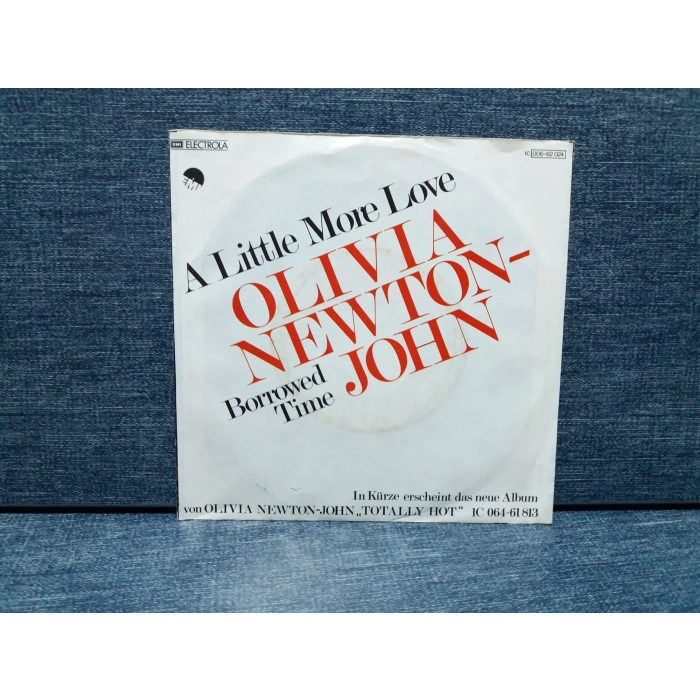 EMI ELECTROLA
1C 006-62 024
EMI
A Little More Love
OLIVIA
NEWTON-
JOHN
Borrowed
Time
In Kürze erscheint das neue Album
von OLIVIA NEWTON-JOHN „TOTALLY HOT" 1C 064-61 813